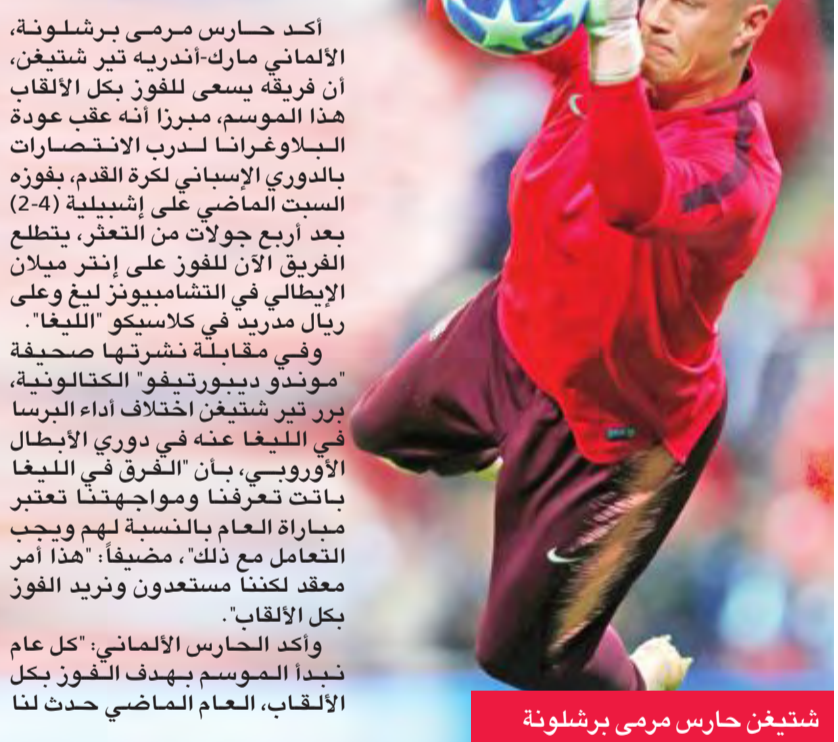 أكد حارس مرمى برشلونة،
الألماني مارك-أندريه تير شتيغن،
أن فريقه يسعى للفوز بكل الألقاب
هذا الموسم، مبرزا أنه عقب عودة
البلاوغرانا لدرب الانتصارات
بالدوري الإسباني لكرة القدم، بفوزه
السبت الماضي على إشبيلية (4-2)
بعد أربع جولات من التعثر، يتطلع
الفريق الآن للفوز على إنتر ميلان
الإيطالي في التشامبيونز ليغ وعلى
ريال مدريد في كلاسيكو "الليغا".
وفي مقابلة نشرتها صحيفة
"موندو ديبورتيفو" الكتالونية،
برر تير شتيغن اختلاف أداء البرسا
في الليغا عنه في دوري الأبطال
الأوروبي، بأن "الفرق في الليغا
باتت تعرفنا ومواجهتنا تعتبر
مباراة العام بالنسبة لهم ويجب
التعامل مع ذلك"، مضيفاً: "هذا أمر
معقد لكننا مستعدون ونريد الفوز
بكل الألقاب".
وأكد الحارس الألماني: "كل عام
نبدأ الموسم بهدف الفوز بكل
الألقاب، العام الماضي حدث لنا
شتيغن حارس مرمى برشلونة